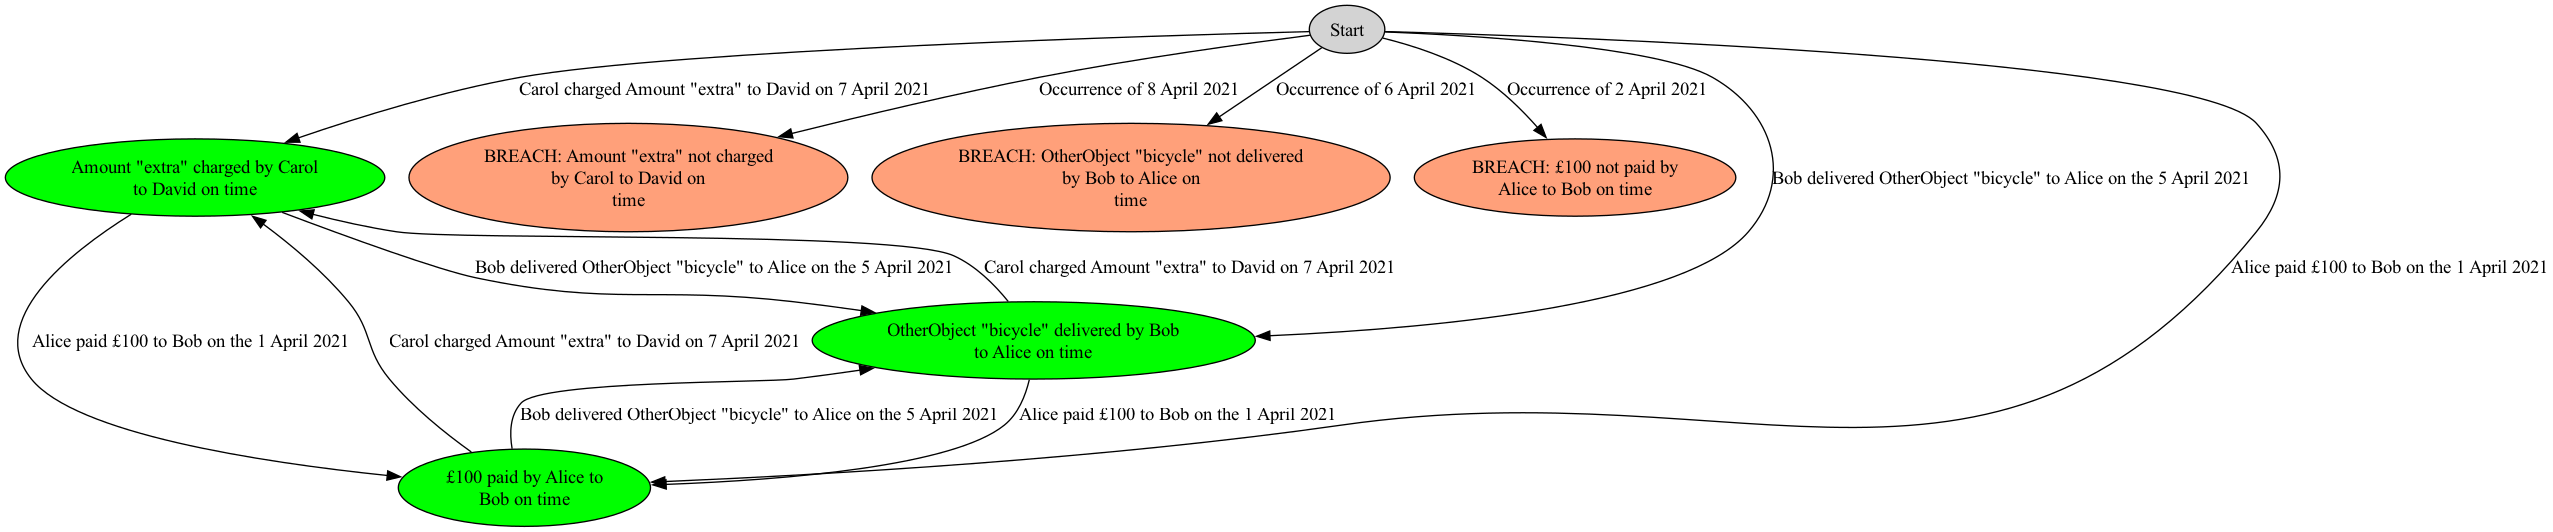 Start
Carol charged Amount "extra" to David on 7 April 2021
Occurrence of 8 April 2021
Occurrence of 6 April 2021
Occurrence of 2 April 2021
Amount "extra" charged by Carol
to David on time
BREACH: Amount "extra" not charged
by Carol to David on
time
BREACH: OtherObject "bicycle" not delivered
by Bob to Alice on
time
BREACH: £100 not paid by
Alice to Bob on time
Bob delivered OtherObject "bicycle" to Alice on the 5 April 2021
Bob delivered OtherObject "bicycle" to Alice on the 5 April 2021
Carol charged Amount "extra" to David on 7 April 2021
Alice paid £100 to Bob on the 1 April 2021
Alice paid £100 to Bob on the 1 April 2021
Carol charged Amount "extra" to David on 7 April 2021
OtherObject "bicycle" delivered by Bob
to Alice on time
Bob delivered OtherObject "bicycle" to Alice on the 5 April 2021
Alice paid £100 to Bob on the 1 April 2021
£100 paid by Alice to
Bob on time